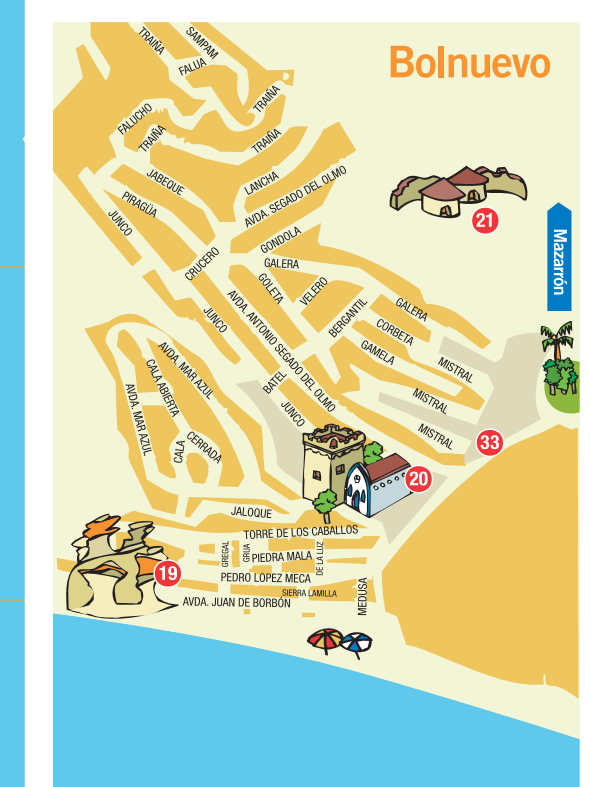 Bolnuevo
TRAIÑA
SAMPAM
FALUA
TRAIÑA
FALUCHO
TRAIÑA
TRAIÑA
JABEQUE
LANCHA
PIRAGÜA
AVDA. SEGADO DEL OLMO
JUNCO
21
GONDOLA
Mazarrón
CRUCERO
GALERA
GOLETA
VELERO
AVDA. ANTONIO SEGADO DEL OLMO
BERGANTIL
GALERA
JUNCO
CORBETA
GAMELA
MISTRAL
AVDA. MAR AZUL
CALA ABIERTA
BATEL
AVDA. MAR AZUL
JUNCO
MISTRAL
MISTRAL
33
CALA
CERRADA
20
JALOQUE
TORRE DE LOS CABALLOS
GREGAL
GRUA
PIEDRA MALA
DE LA LUZ
19
PEDRO LOPEZ MECA
SIERRA LAMILLA
MEDUSA
AVDA. JUAN DE BORBÓN